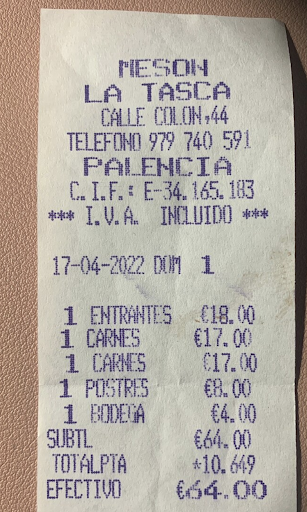 MESON
LA TASCA
CALLE COLON,44
TELEFONO 979 740 591
PALENCIA
C.I.F.: E-34.165.183
*** I.V.A. INCLUIDO ***
17-04-2022 DOM 1
1 ENTRANTES €18.00
1 CARNES €17.00
1 CARNES €17.00
1 POSTRES €8.00
1 BODEGA €4.00
SUBTL €64.00
TOTALPTA *10.649
EFECTIVO €64.00